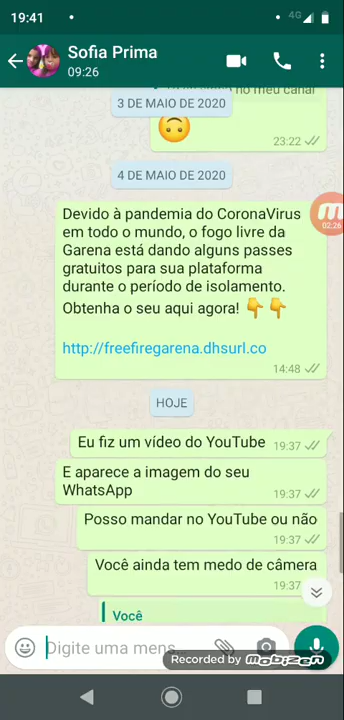 19:41
4G
Sofia Prima
09:26
no meu canal
3 DE MAIO DE 2020
🙃
23:22
4 DE MAIO DE 2020
Devido à pandemia do CoronaVirus
em todo o mundo, o fogo livre da
Garena está dando alguns passes
gratuitos para sua plataforma
durante o período de isolamento.
Obtenha o seu aqui agora! 👇👇
http://freefiregarena.dhsurl.co
14:48
02:26
HOJE
Eu fiz um vídeo do YouTube
19:37
E aparece a imagem do seu
WhatsApp
19:37
Posso mandar no YouTube ou não
19:37
Você ainda tem medo de câmera
19:37
Você
Digite uma mens
Recorded by mobizen